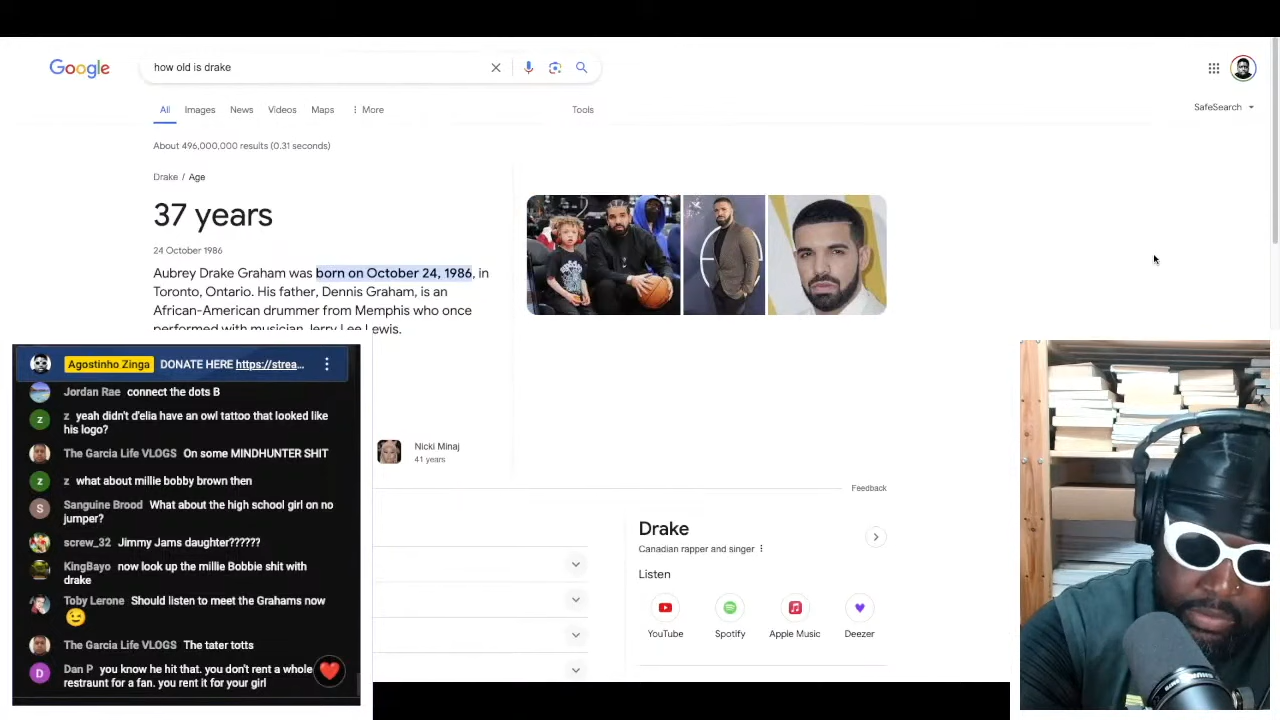 Google
how old is drake
All Images News Videos Maps More Tools
SafeSearch
About 496,000,000 results (0.31 seconds)
Drake / Age
37 years
24 October 1986
Aubrey Drake Graham was born on October 24, 1986, in
Toronto, Ontario. His father, Dennis Graham, is an
African-American drummer from Memphis who once
performed with musician Jerry Lee Lewis.
Agostinho Zinga DONATE HERE https://strea...
Jordan Rae connect the dots B
z yeah didn't d'elia have an owl tattoo that looked like
his logo?
The Garcia Life VLOGS On some MINDHUNTER SHIT
z what about millie bobby brown then
Sanguine Brood What about the high school girl on no
jumper?
screw_32 Jimmy Jams daughter??????
KingBayo now look up the millie Bobbie shit with
drake
Toby Lerone Should listen to meet the Grahams now
😉
The Garcia Life VLOGS The tater totts
Dan P you know he hit that. you don't rent a whole
restraunt for a fan. you rent it for your girl
Nicki Minaj
41 years
Feedback
Drake
Canadian rapper and singer
Listen
YouTube Spotify Apple Music Deezer